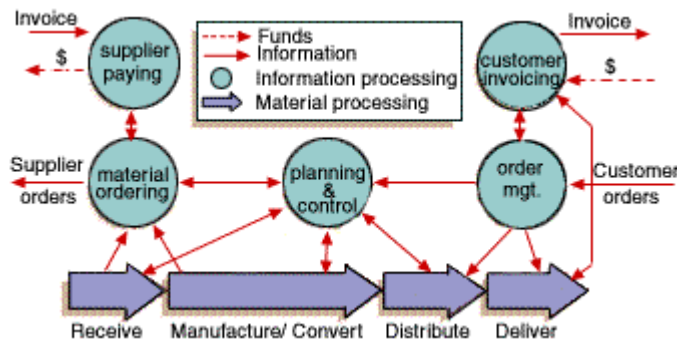 Invoice
$
supplier
paying
Funds
Information
Information processing
Material processing
customer
invoicing
Invoice
$
Supplier
orders
material
ordering
planning
&
control
order
mgt.
Customer
orders
Receive
Manufacture/ Convert
Distribute
Deliver